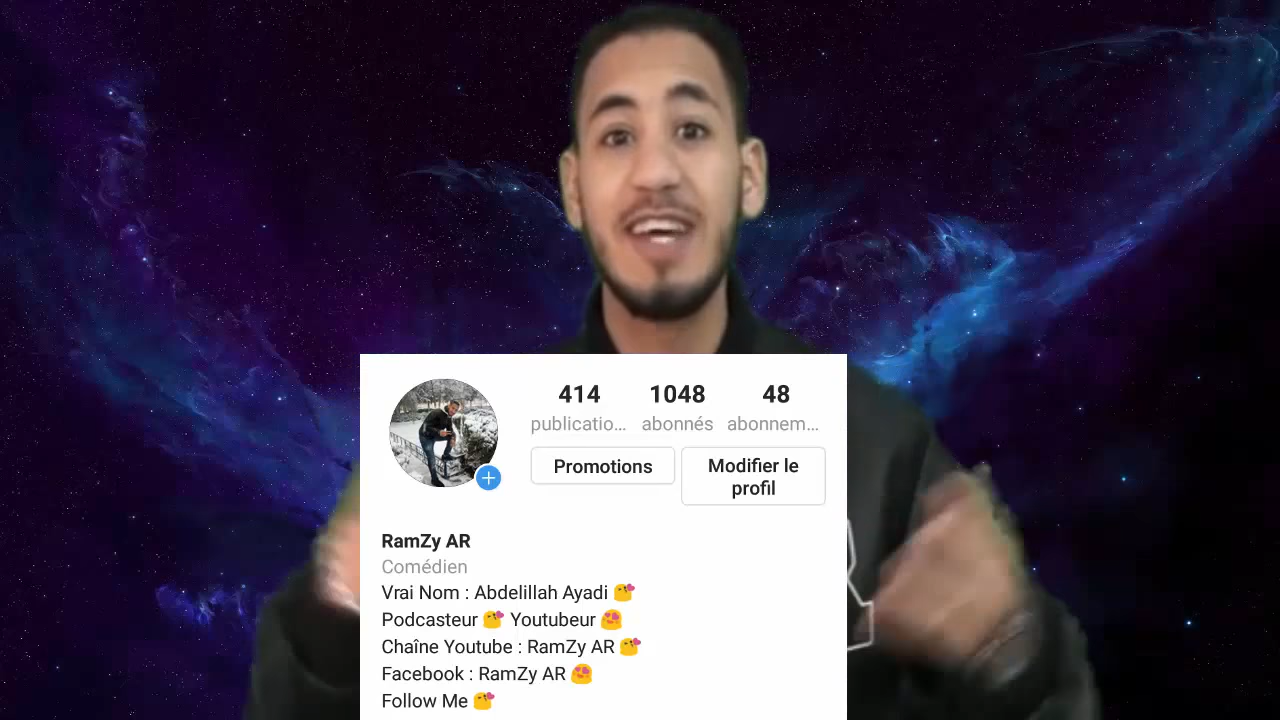 414 1048 48
publicatio... abonnés abonnem...
Promotions
Modifier le
profil
RamZy AR
Comédien
Vrai Nom : Abdelillah Ayadi 😘
Podcasteur 😘 Youtubeur 😍
Chaîne Youtube : RamZy AR 😘
Facebook : RamZy AR 😍
Follow Me 😘